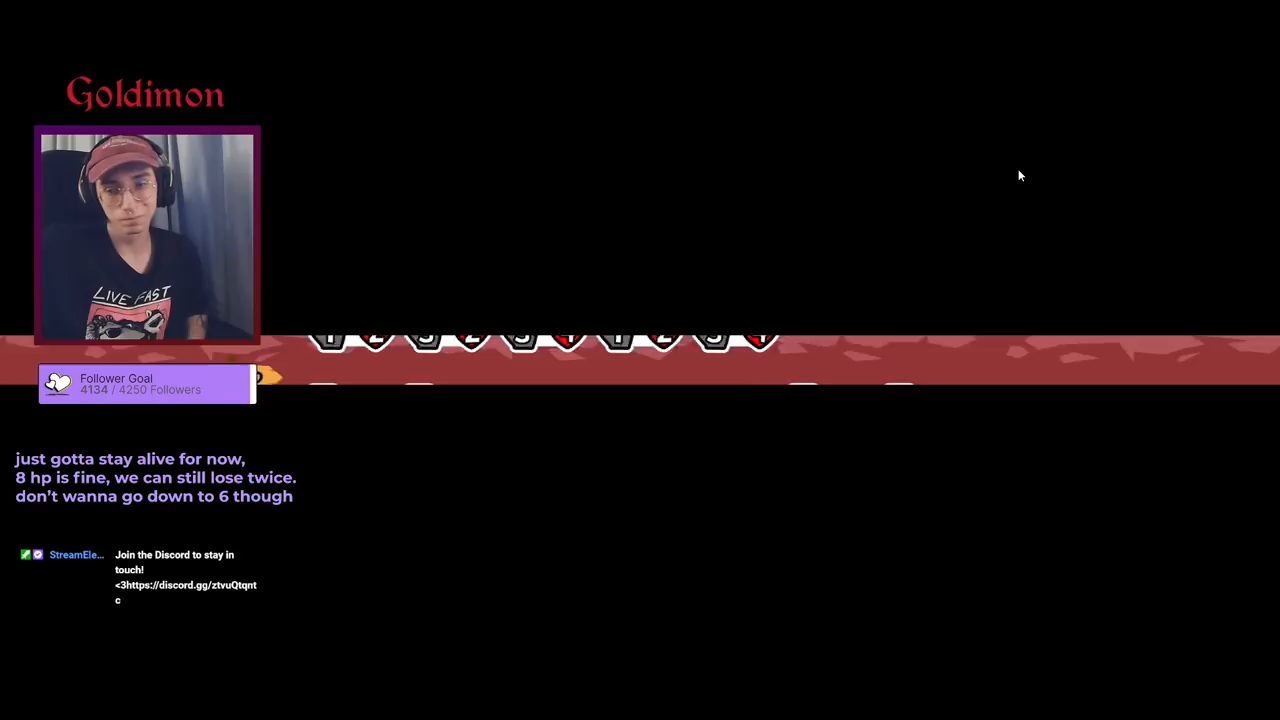 Goldimon
LIVE FAST
Follower Goal
4134 / 4250 Followers
just gotta stay alive for now,
8 hp is fine, we can still lose twice.
don't wanna go down to 6 though
StreamEle...
Join the Discord to stay in
touch!
<3https://discord.gg/ztvuQtqnt
c